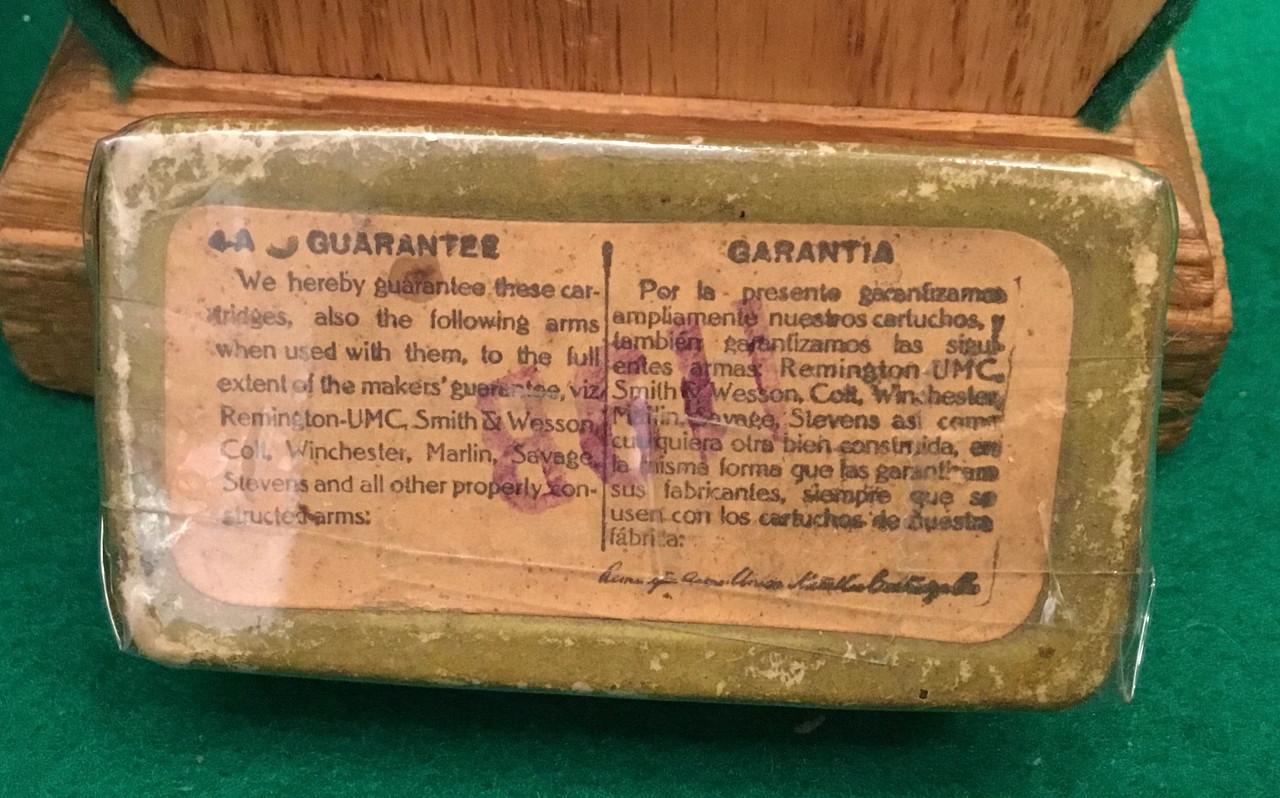 GUARANTEE
We hereby guarantee these car-
tridges, also the following arms
when used with them, to the full
extent of the makers' guarantee, viz
Remington-UMC, Smith & Wesson,
Colt, Winchester, Marlin, Savage,
Stevens and all other properly con-
structed arms:
GARANTIA
Por la presente garantizamos
ampliamente nuestros cartuchos, y
también garantizamos las sigui-
entes armas: Remington-UMC.
Smith & Wesson, Colt, Winchester,
Marlin, Savage, Stevens asi como
cualquiera otra bien construida, en
la misma forma que las garantizan
sus fabricantes, siempre que se
usen con los cartuchos de nuestra
fábrica: